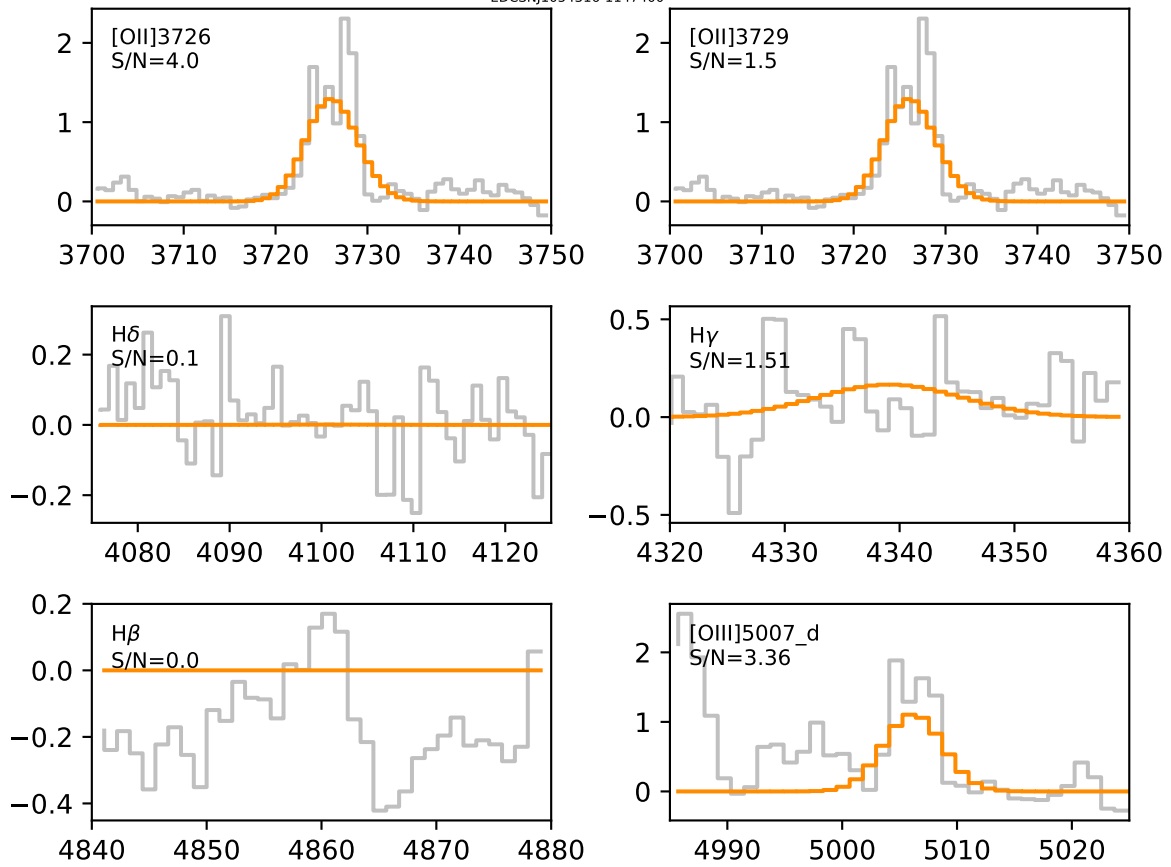 [OII]3726
S/N=4.0
2
1
0
3700 3710 3720 3730 3740 3750
[OII]3729
S/N=1.5
2
1
0
3700 3710 3720 3730 3740 3750
Hδ
S/N=0.1
0.2
0.0
−0.2
4080 4090 4100 4110 4120
Hγ
S/N=1.51
0.5
0.0
−0.5
4320 4330 4340 4350 4360
Hβ
S/N=0.0
0.2
0.0
−0.2
−0.4
4840 4850 4860 4870 4880
[OIII]5007_d
S/N=3.36
2
1
0
4990 5000 5010 5020